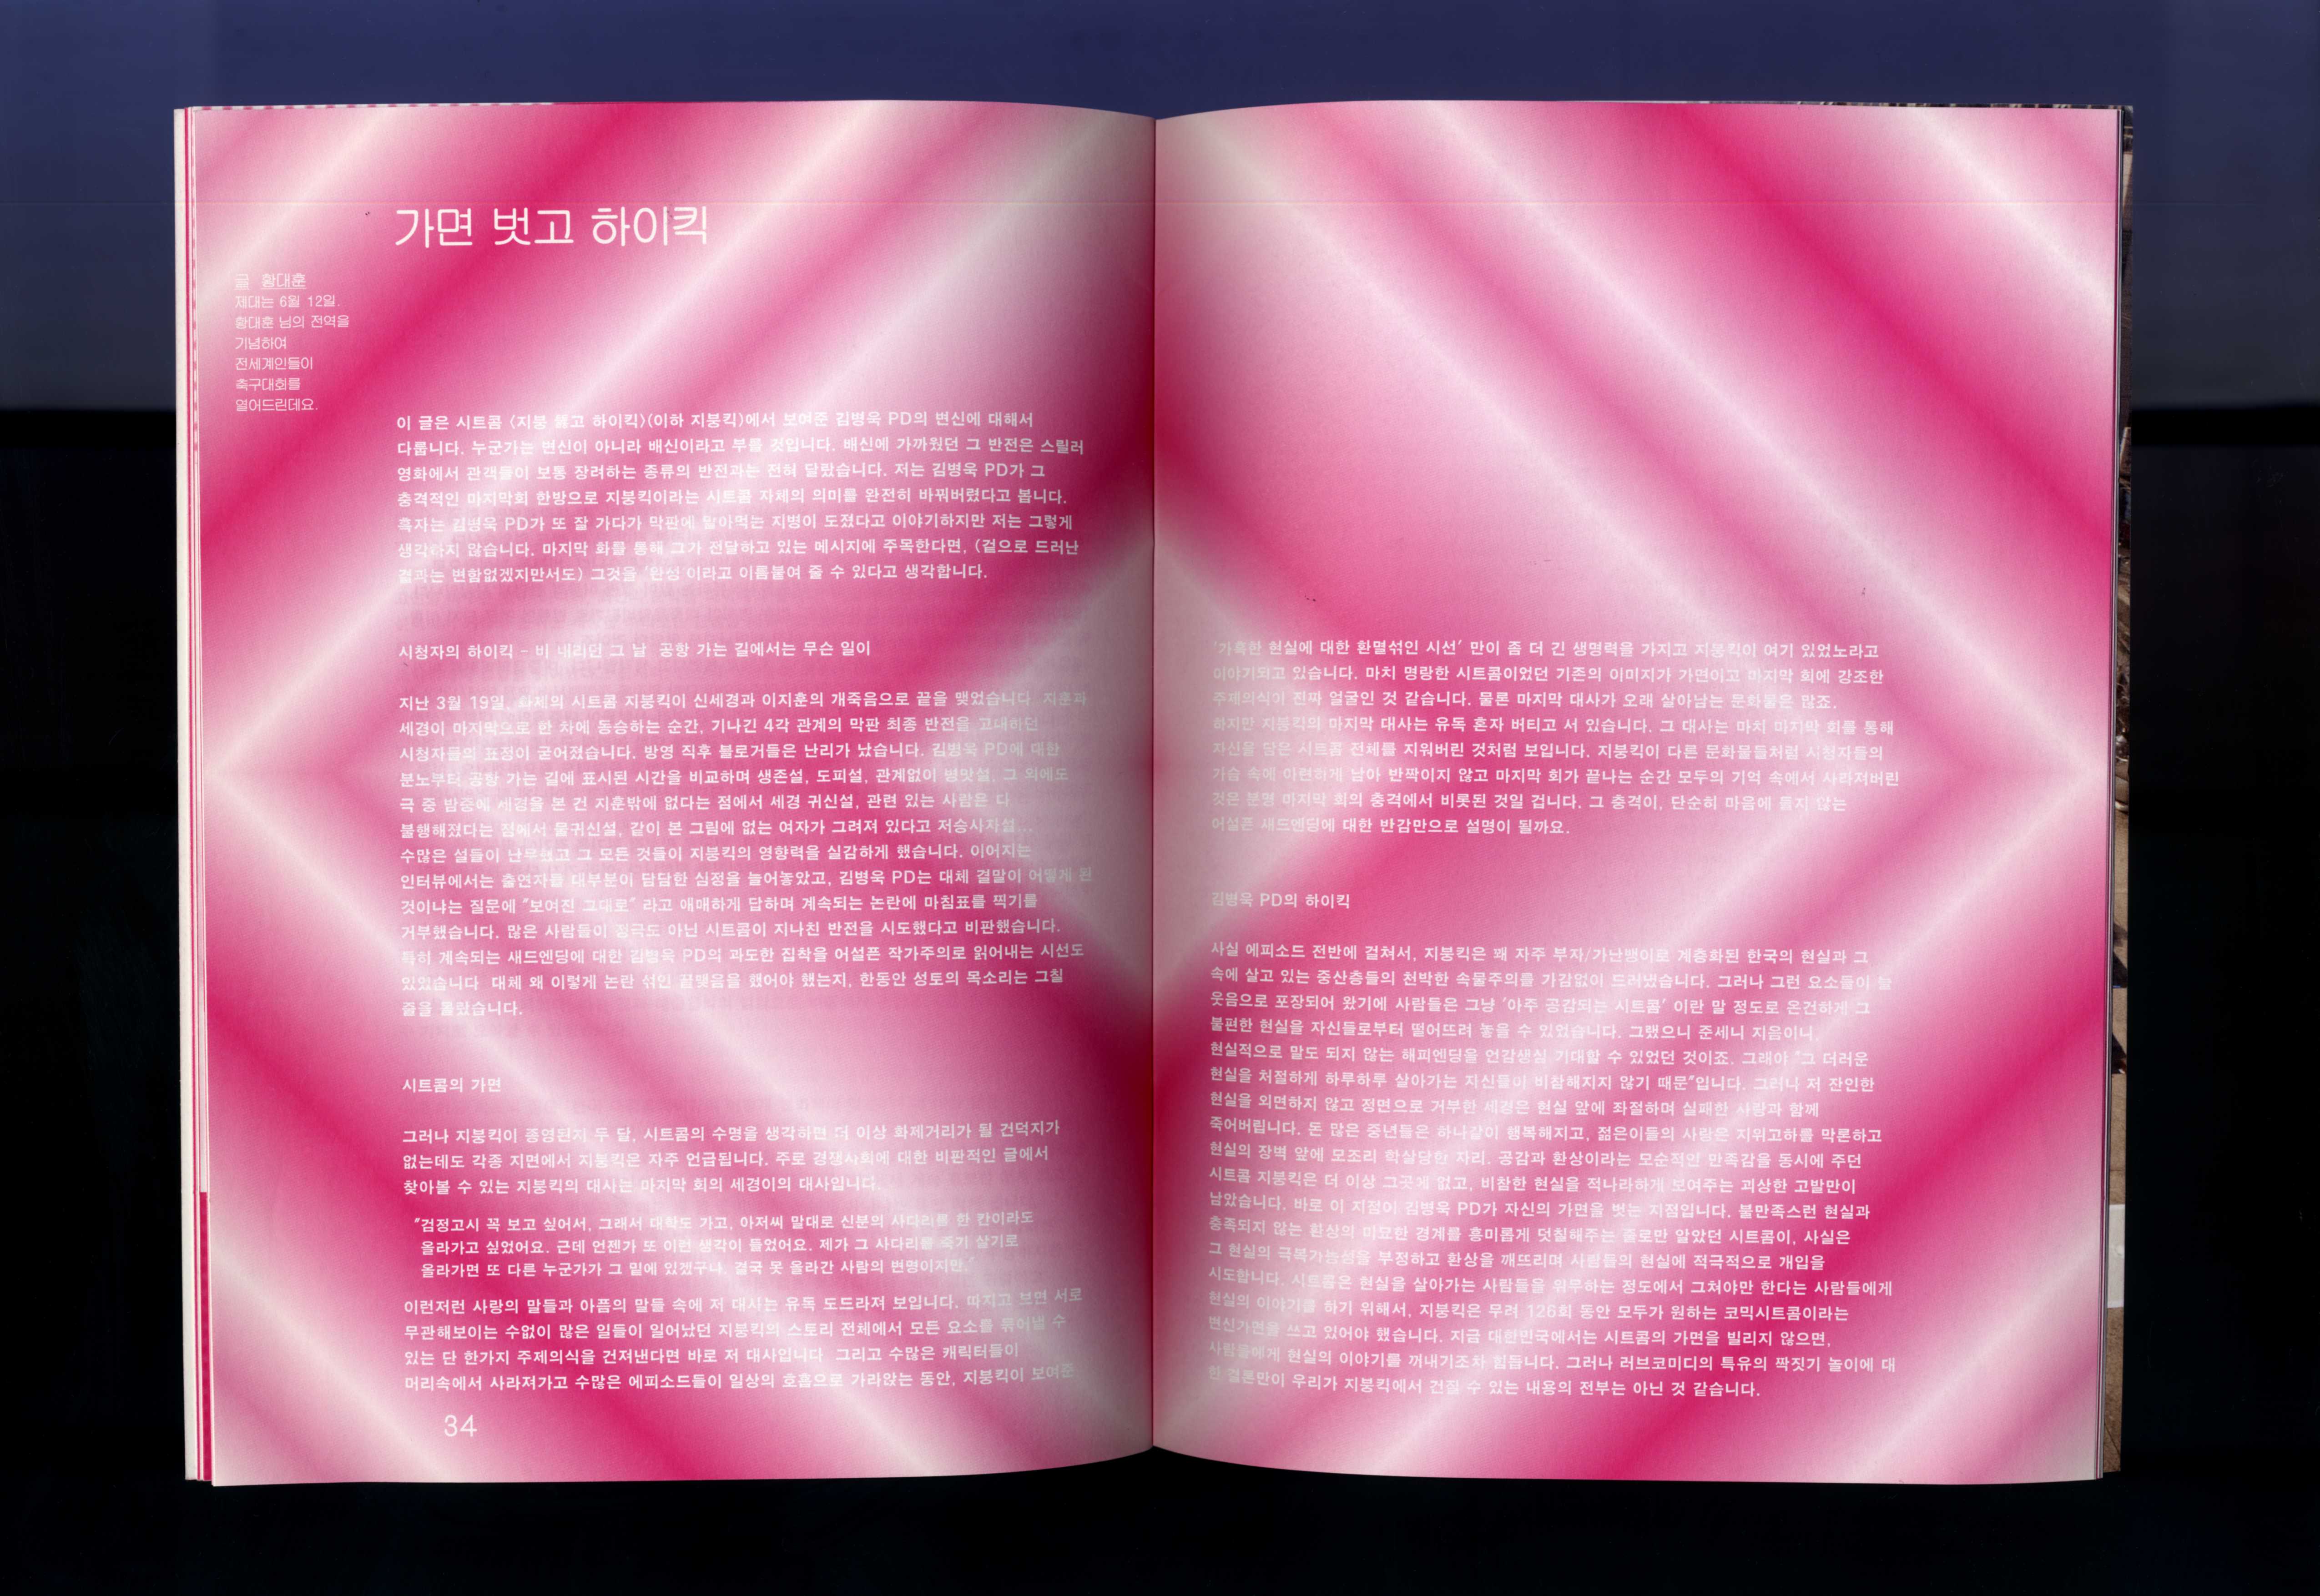 가면 벗고 하이킥
글 황대훈
제대는 6월 12일.
황대훈 님의 전역을
기념하여
전세계인들이
축구대회를
열어드린데요.
이 글은 시트콤 〈지붕 뚫고 하이킥〉(이하 지붕킥)에서 보여준 김병욱 PD의 변신에 대해서
다룹니다. 누군가는 변신이 아니라 배신이라고 부를 것입니다. 배신에 가까웠던 그 반전은 스릴러
영화에서 관객들이 보통 장려하는 종류의 반전과는 전혀 달랐습니다. 저는 김병욱 PD가 그
충격적인 마지막회 한방으로 지붕킥이라는 시트콤 자체의 의미를 완전히 바꿔버렸다고 봅니다.
혹자는 김병욱 PD가 또 잘 가다가 막판에 말아먹는 지병이 도졌다고 이야기하지만 저는 그렇게
생각하지 않습니다. 마지막 화를 통해 그가 전달하고 있는 메시지에 주목한다면, (겉으로 드러난
결과는 변함없겠지만서도) 그것을 '완성'이라고 이름붙여 줄 수 있다고 생각합니다.
시청자의 하이킥 - 비 내리던 그 날 공항 가는 길에서는 무슨 일이
지난 3월 19일, 화제의 시트콤 지붕킥이 신세경과 이지훈의 개죽음으로 끝을 맺었습니다 지훈과
세경이 마지막으로 한 차에 동승하는 순간, 기나긴 4각 관계의 막판 최종 반전을 고대하던
시청자들의 표정이 굳어졌습니다. 방영 직후 블로거들은 난리가 났습니다. 김병욱 PD에 대한
분노부터 공항 가는 길에 표시된 시간을 비교하며 생존설, 도피설, 관계없이 병맛설, 그 외에도
극 중 밤중에 세경을 본 건 지훈밖에 없다는 점에서 세경 귀신설, 관련 있는 사람은 다
불행해졌다는 점에서 물귀신설, 같이 본 그림에 없는 여자가 그려져 있다고 저승사자설...
수많은 설들이 난무했고 그 모든 것들이 지붕킥의 영향력을 실감하게 했습니다. 이어지는
인터뷰에서는 출연자들 대부분이 담담한 심정을 늘어놓았고, 김병욱 PD는 대체 결말이 어떻게 된
것이냐는 질문에 "보여진 그대로" 라고 애매하게 답하며 계속되는 논란에 마침표를 찍기를
거부했습니다. 많은 사람들이 정극도 아닌 시트콤이 지나친 반전을 시도했다고 비판했습니다.
특히 계속되는 새드엔딩에 대한 김병욱 PD의 과도한 집착을 어설픈 작가주의로 읽어내는 시선도
있었습니다 대체 왜 이렇게 논란 섞인 끝맺음을 했어야 했는지, 한동안 성토의 목소리는 그칠
줄을 몰랐습니다.
시트콤의 가면
그러나 지붕킥이 종영된지 두 달, 시트콤의 수명을 생각하면 더 이상 화제거리가 될 건덕지가
없는데도 각종 지면에서 지붕킥은 자주 언급됩니다. 주로 경쟁사회에 대한 비판적인 글에서
찾아볼 수 있는 지붕킥의 대사는 마지막 회의 세경이의 대사입니다.
"검정고시 꼭 보고 싶어서, 그래서 대학도 가고, 아저씨 말대로 신분의 사다리를 한 칸이라도
올라가고 싶었어요. 근데 언젠가 또 이런 생각이 들었어요. 제가 그 사다리를 죽기 살기로
올라가면 또 다른 누군가가 그 밑에 있겠구나. 결국 못 올라간 사람의 변명이지만."
이런저런 사랑의 말들과 아픔의 말들 속에 저 대사는 유독 도드라져 보입니다. 따지고 보면 서로
무관해보이는 수없이 많은 일들이 일어났던 지붕킥의 스토리 전체에서 모든 요소를 묶어낼 수
있는 단 한가지 주제의식을 건져낸다면 바로 저 대사입니다 그리고 수많은 캐릭터들이
머리속에서 사라져가고 수많은 에피소드들이 일상의 호흡으로 가라앉는 동안, 지붕킥이 보여준
34
'가혹한 현실에 대한 환멸섞인 시선' 만이 좀 더 긴 생명력을 가지고 지붕킥이 여기 있었노라고
이야기되고 있습니다. 마치 명랑한 시트콤이었던 기존의 이미지가 가면이고 마지막 회에 강조한
주제의식이 진짜 얼굴인 것 같습니다. 물론 마지막 대사가 오래 살아남는 문화물은 많죠.
하지만 지붕킥의 마지막 대사는 유독 혼자 버티고 서 있습니다. 그 대사는 마치 마지막 회를 통해
자신을 담은 시트콤 전체를 지워버린 것처럼 보입니다. 지붕킥이 다른 문화물들처럼 시청자들의
가슴 속에 아련하게 남아 반짝이지 않고 마지막 회가 끝나는 순간 모두의 기억 속에서 사라져버린
것은 분명 마지막 회의 충격에서 비롯된 것일 겁니다. 그 충격이, 단순히 마음에 들지 않는
어설픈 새드엔딩에 대한 반감만으로 설명이 될까요.
김병욱 PD의 하이킥
사실 에피소드 전반에 걸쳐서, 지붕킥은 꽤 자주 부자/가난뱅이로 계층화된 한국의 현실과 그
속에 살고 있는 중산층들의 천박한 속물주의를 가감없이 드러냈습니다. 그러나 그런 요소들이 늘
웃음으로 포장되어 왔기에 사람들은 그냥 '아주 공감되는 시트콤' 이란 말 정도로 온건하게 그
불편한 현실을 자신들로부터 떨어뜨려 놓을 수 있었습니다. 그랬으니 준세니 지음이니,
현실적으로 말도 되지 않는 해피엔딩을 언감생심 기대할 수 있었던 것이죠. 그래야 "그 더러운
현실을 처절하게 하루하루 살아가는 자신들이 비참해지지 않기 때문"입니다. 그러나 저 잔인한
현실을 외면하지 않고 정면으로 거부한 세경은 현실 앞에 좌절하며 실패한 사랑과 함께
죽어버립니다. 돈 많은 중년들은 하나같이 행복해지고, 젊은이들의 사랑은 지위고하를 막론하고
현실의 장벽 앞에 모조리 학살당한 자리. 공감과 환상이라는 모순적인 만족감을 동시에 주던
시트콤 지붕킥은 더 이상 그곳에 없고, 비참한 현실을 적나라하게 보여주는 괴상한 고발만이
남았습니다. 바로 이 지점이 김병욱 PD가 자신의 가면을 벗는 지점입니다. 불만족스런 현실과
충족되지 않는 환상의 미묘한 경계를 흥미롭게 덧칠해주는 줄로만 알았던 시트콤이, 사실은
그 현실의 극복가능성을 부정하고 환상을 깨뜨리며 사람들의 현실에 적극적으로 개입을
시도합니다. 시트콤은 현실을 살아가는 사람들을 위무하는 정도에서 그쳐야만 한다는 사람들에게
현실의 이야기를 하기 위해서, 지붕킥은 무려 126회 동안 모두가 원하는 코믹시트콤이라는
변신가면을 쓰고 있어야 했습니다. 지금 대한민국에서는 시트콤의 가면을 빌리지 않으면,
사람들에게 현실의 이야기를 꺼내기조차 힘듭니다. 그러나 러브코미디의 특유의 짝짓기 놀이에 대
한 결론만이 우리가 지붕킥에서 건질 수 있는 내용의 전부는 아닌 것 같습니다.